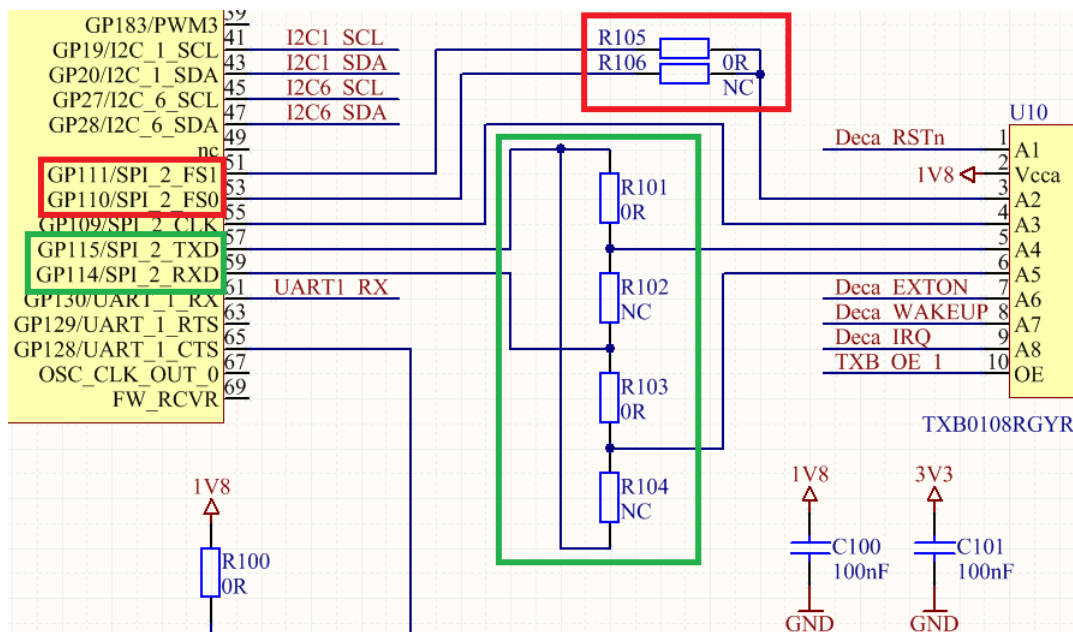 39
GP183/PWM3
41
GP19/I2C_1_SCL
I2C1_SCL
43
GP20/I2C_1_SDA
I2C1_SDA
45
GP27/I2C_6_SCL
I2C6_SCL
47
GP28/I2C_6_SDA
I2C6_SDA
49
nc
51
GP111/SPI_2_FS1
53
GP110/SPI_2_FS0
55
GP109/SPI_2_CLK
57
GP115/SPI_2_TXD
59
GP114/SPI_2_RXD
61
GP130/UART_1_RX
UART1_RX
63
GP129/UART_1_RTS
65
GP128/UART_1_CTS
67
OSC_CLK_OUT_0
69
FW_RCVR
R105
0R
R106
NC
R101
0R
R102
NC
R103
0R
R104
NC
U10
Deca_RSTn
1
A1
1V8
2
Vcca
3
A2
4
A3
5
A4
6
A5
Deca_EXTON
7
A6
Deca_WAKEUP
8
A7
Deca_IRQ
9
A8
TXB_OE_1
10
OE
TXB0108RGYR
1V8
R100
0R
1V8
C100
100nF
GND
3V3
C101
100nF
GND